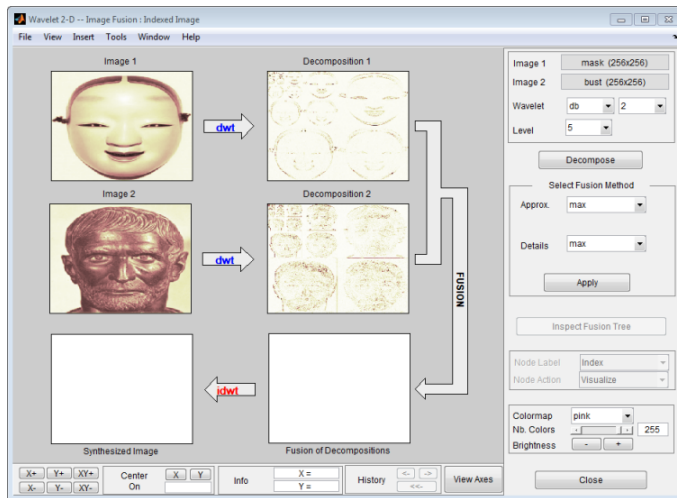 Wavelet 2-D -- Image Fusion : Indexed Image
File View Insert Tools Window Help
Image 1
Decomposition 1
dwt
Image 2
Decomposition 2
dwt
FUSION
idwt
Synthesized Image
Fusion of Decompositions
Image 1 mask (256x256)
Image 2 bust (256x256)
Wavelet db 2
Level 5
Decompose
Select Fusion Method
Approx. max
Details max
Apply
Inspect Fusion Tree
Node Label Index
Node Action Visualize
Colormap pink
Nb. Colors 255
Brightness - +
Close
X+ Y+ XY+
X- Y- XY-
Center
On
X Y
Info
X =
Y =
History
<- ->
<<-
View Axes